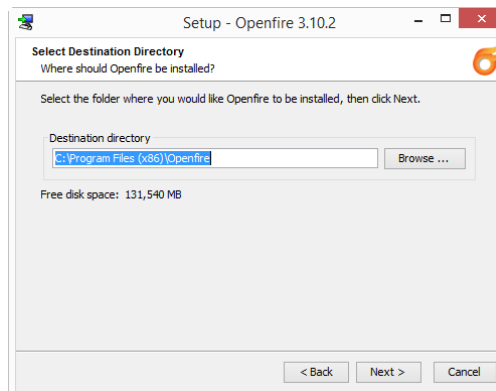 Setup - Openfire 3.10.2
Select Destination Directory
Where should Openfire be installed?
Select the folder where you would like Openfire to be installed, then click Next.
Destination directory
C:\Program Files (x86)\Openfire
Browse ...
Free disk space: 131,540 MB
< Back
Next >
Cancel